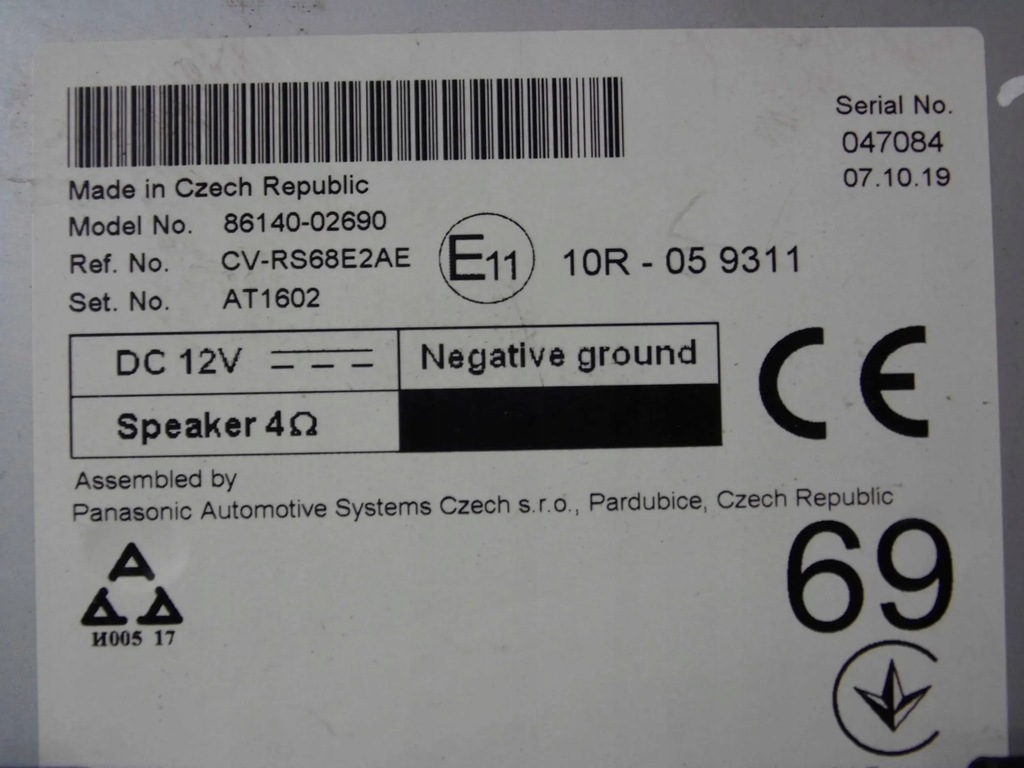 Serial No.
047084
07.10.19
Made in Czech Republic
Model No. 86140-02690
Ref. No. CV-RS68E2AE
Set. No. AT1602
E11 10R - 05 9311
DC 12V
Negative ground
Speaker 4Ω
CE
Assembled by
Panasonic Automotive Systems Czech s.r.o., Pardubice, Czech Republic
И005 17
69